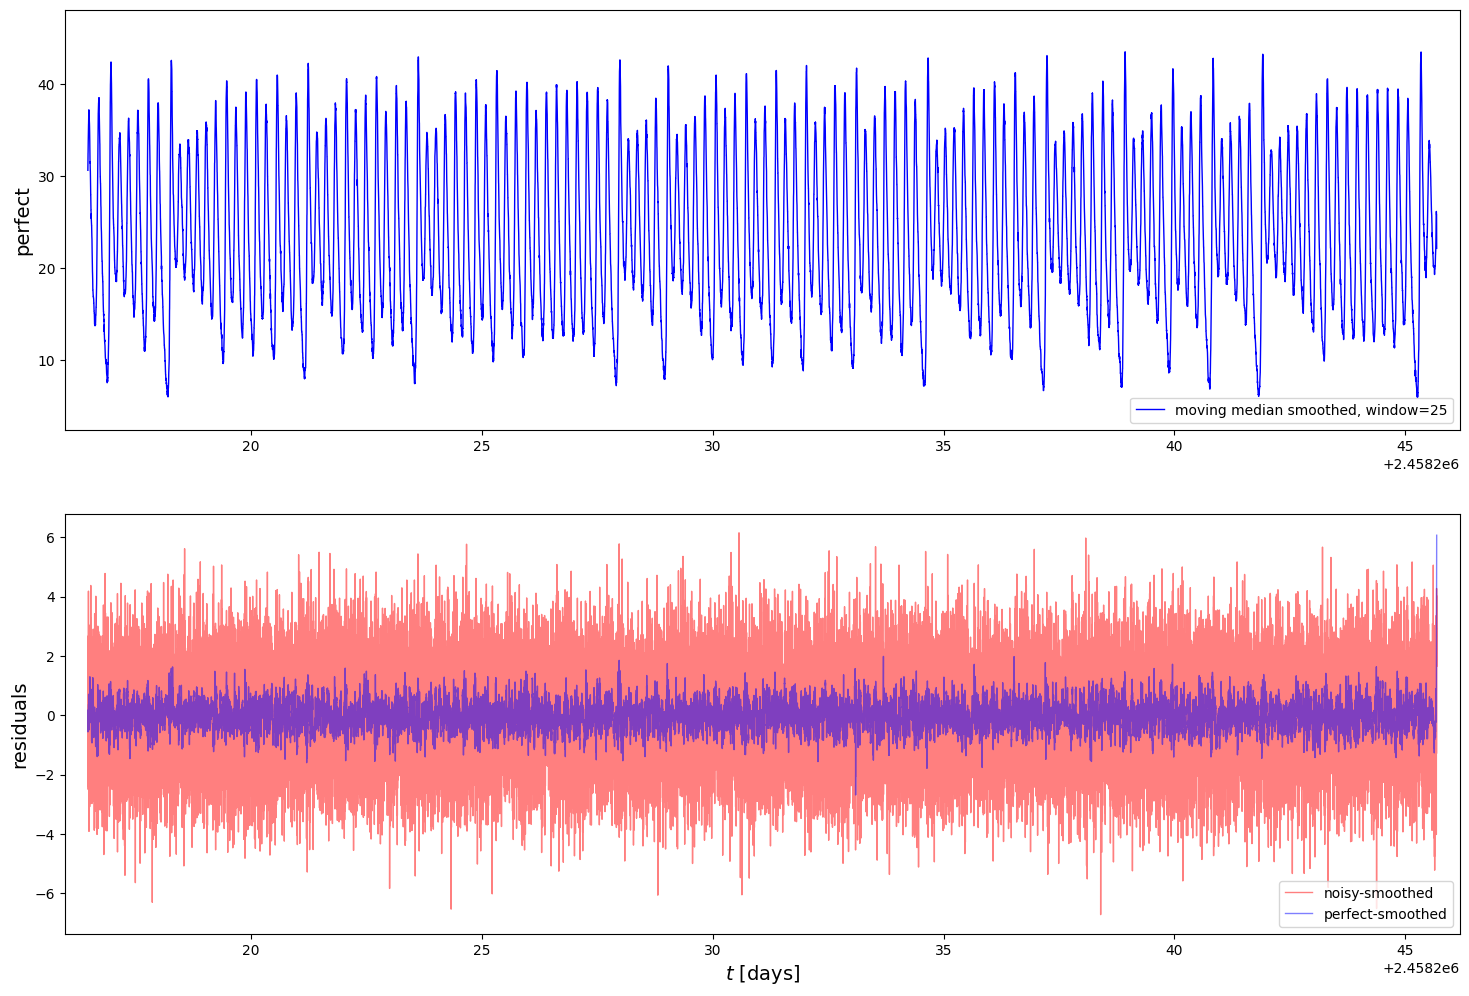 perfect
40
30
20
10
moving median smoothed, window=25
20 25 30 35 40 45
+2.4582e6
residuals
6
4
2
0
−2
−4
−6
noisy-smoothed
perfect-smoothed
20 25 30 35 40 45
t [days]
+2.4582e6